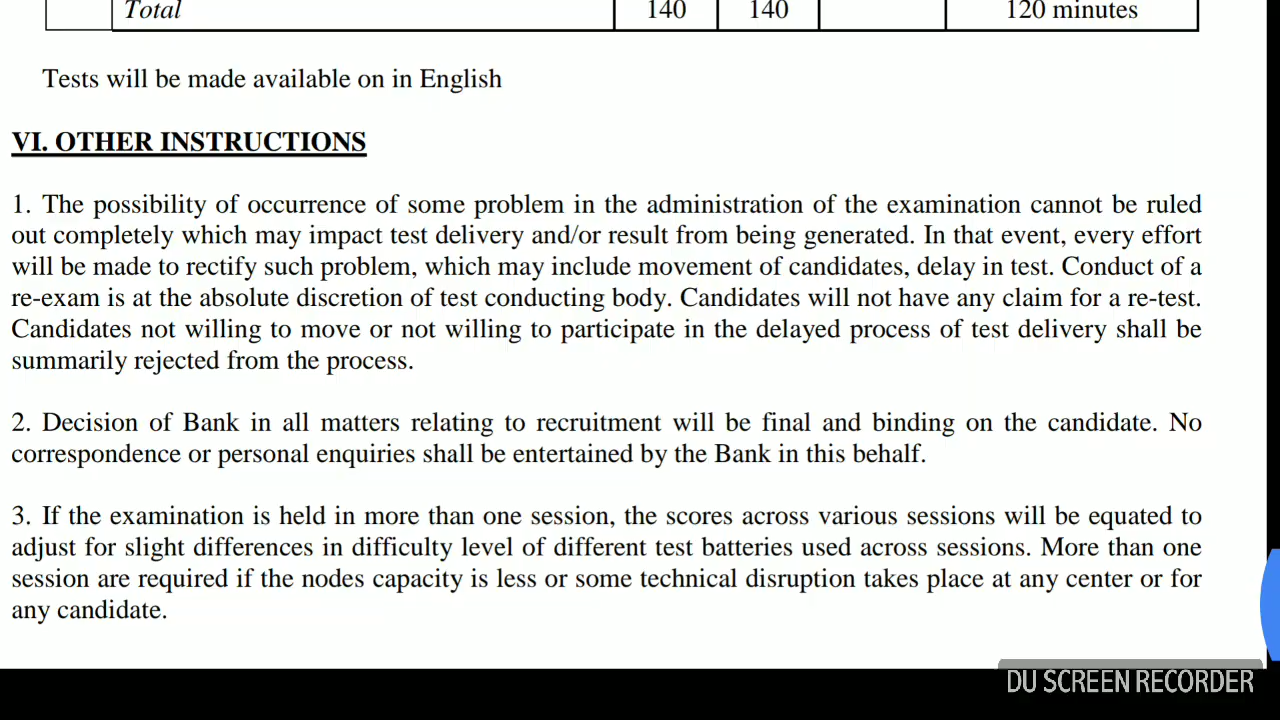 Total 140 140 120 minutes
Tests will be made available on in English
VI. OTHER INSTRUCTIONS
1. The possibility of occurrence of some problem in the administration of the examination cannot be ruled
out completely which may impact test delivery and/or result from being generated. In that event, every effort
will be made to rectify such problem, which may include movement of candidates, delay in test. Conduct of a
re-exam is at the absolute discretion of test conducting body. Candidates will not have any claim for a re-test.
Candidates not willing to move or not willing to participate in the delayed process of test delivery shall be
summarily rejected from the process.
2. Decision of Bank in all matters relating to recruitment will be final and binding on the candidate. No
correspondence or personal enquiries shall be entertained by the Bank in this behalf.
3. If the examination is held in more than one session, the scores across various sessions will be equated to
adjust for slight differences in difficulty level of different test batteries used across sessions. More than one
session are required if the nodes capacity is less or some technical disruption takes place at any center or for
any candidate.
DU SCREEN RECORDER